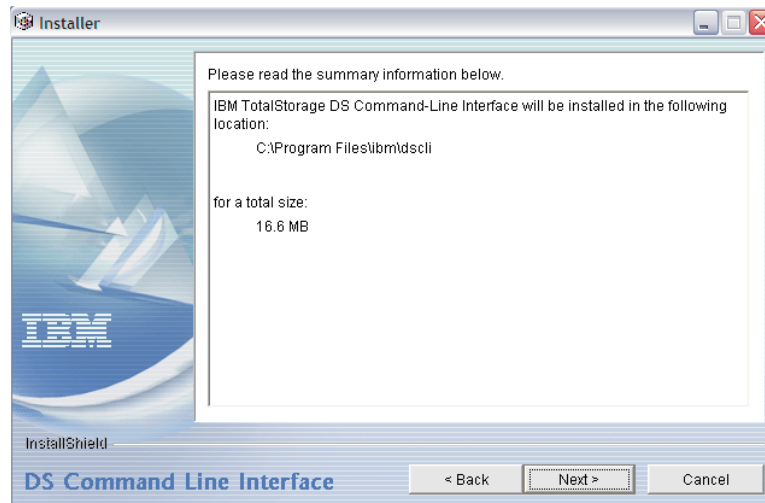 Installer
Please read the summary information below.
IBM TotalStorage DS Command-Line Interface will be installed in the following
location:
C:\Program Files\ibm\dscli
for a total size:
16.6 MB
IBM
InstallShield
DS Command Line Interface
< Back
Next >
Cancel